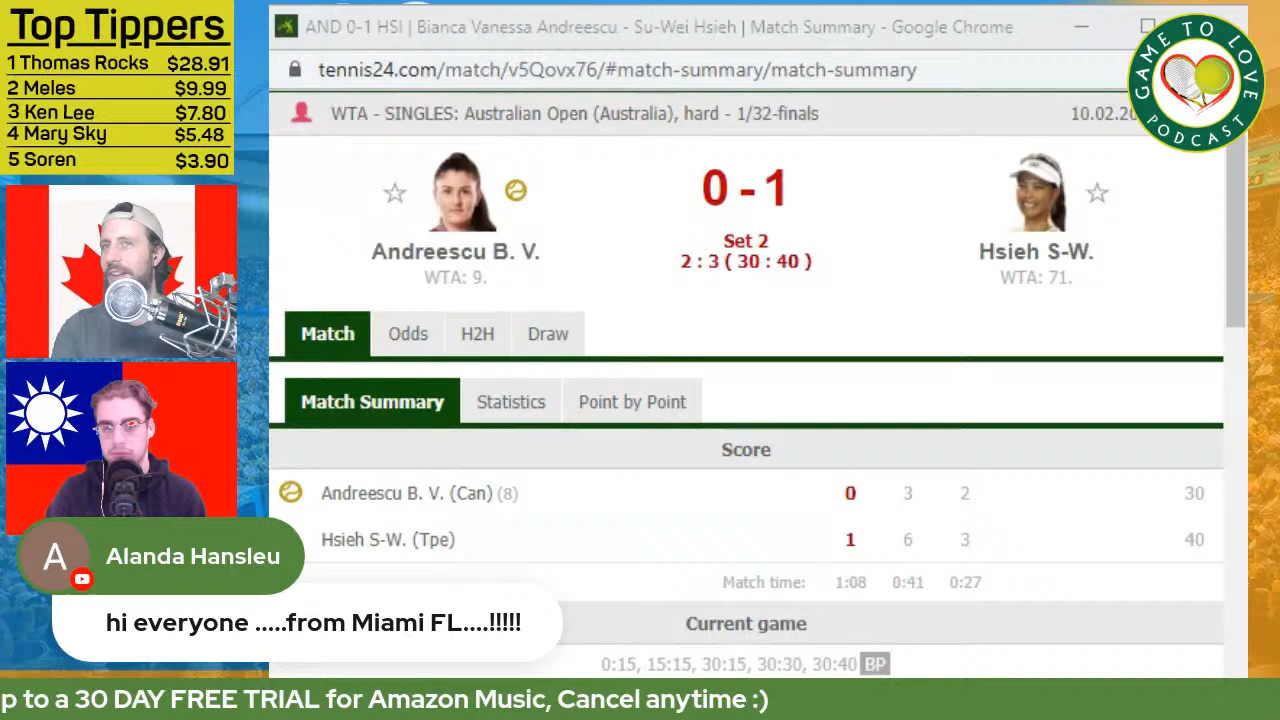 Top Tippers
1 Thomas Rocks $28.91
2 Meles $9.99
3 Ken Lee $7.80
4 Mary Sky $5.48
5 Soren $3.90
AND 0-1 HSI | Bianca Vanessa Andreescu - Su-Wei Hsieh | Match Summary - Google Chrome
tennis24.com/match/v5Qovx76/#match-summary/match-summary
GAME TO LOVE
PODCAST
WTA - SINGLES: Australian Open (Australia), hard - 1/32-finals 10.02.20
0 - 1
Set 2
2 : 3 ( 30 : 40 )
Andreescu B. V.
WTA: 9.
Hsieh S-W.
WTA: 71.
Match Odds H2H Draw
Match Summary Statistics Point by Point
Score
Andreescu B. V. (Can) (8) 0 3 2 30
Hsieh S-W. (Tpe) 1 6 3 40
Match time: 1:08 0:41 0:27
Current game
0:15, 15:15, 30:15, 30:30, 30:40 BP
A
Alanda Hansleu
hi everyone .....from Miami FL....!!!!!
p to a 30 DAY FREE TRIAL for Amazon Music, Cancel anytime :)